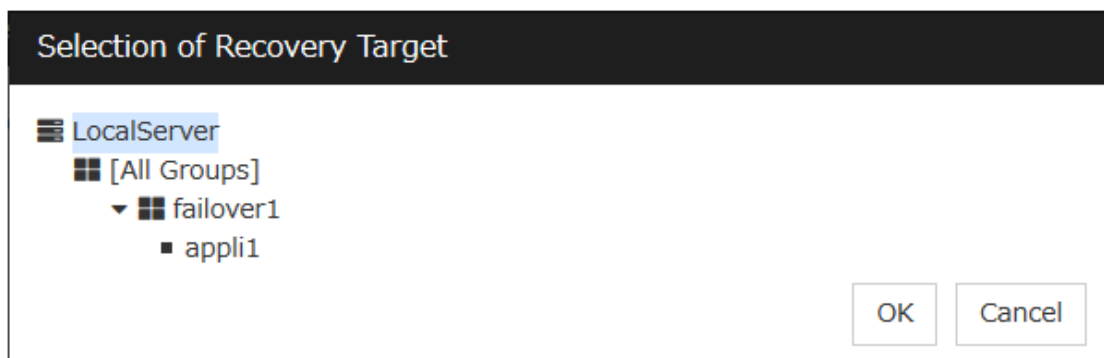 Selection of Recovery Target
LocalServer
[All Groups]
failover1
appli1
OK Cancel